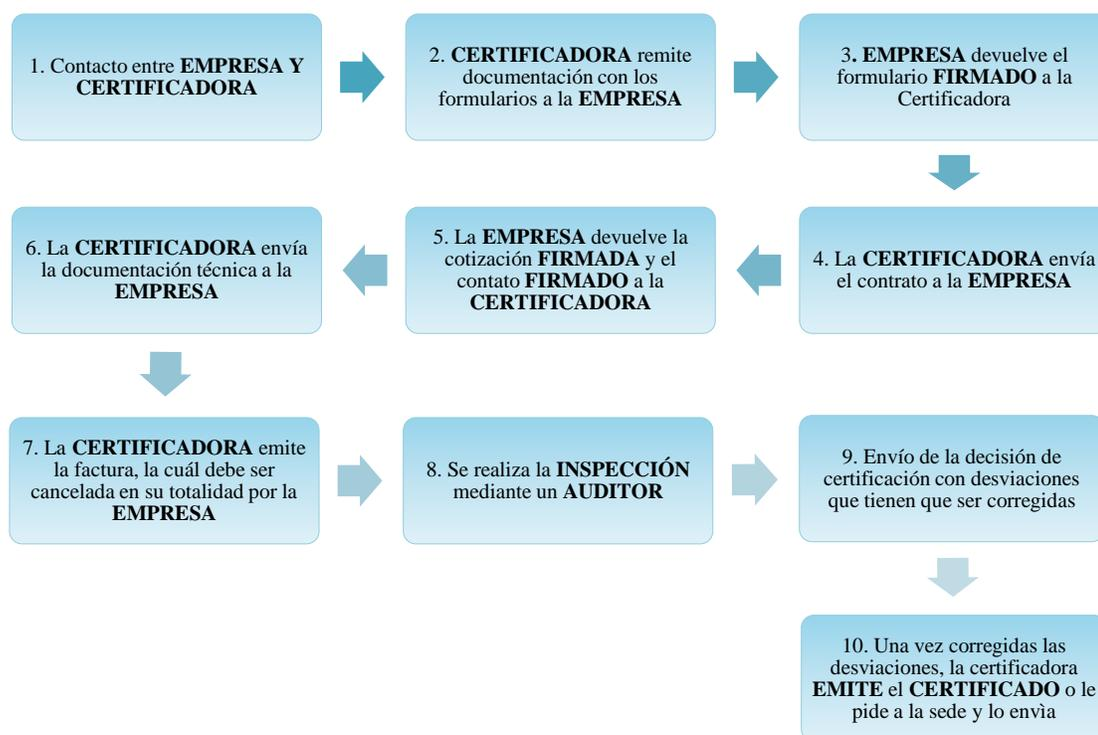 1. Contacto entre EMPRESA Y
CERTIFICADORA
2. CERTIFICADORA remite
documentación con los
formularios a la EMPRESA
3. EMPRESA devuelve el
formulario FIRMADO a la
Certificadora
4. La CERTIFICADORA envía
el contrato a la EMPRESA
5. La EMPRESA devuelve la
cotización FIRMADA y el
contato FIRMADO a la
CERTIFICADORA
6. La CERTIFICADORA envía
la documentación técnica a la
EMPRESA
7. La CERTIFICADORA emite
la factura, la cuál debe ser
cancelada en su totalidad por la
EMPRESA
8. Se realiza la INSPECCIÓN
mediante un AUDITOR
9. Envío de la decisión de
certificación con desviaciones
que tienen que ser corregidas
10. Una vez corregidas las
desviaciones, la certificadora
EMITE el CERTIFICADO o le
pide a la sede y lo envìa